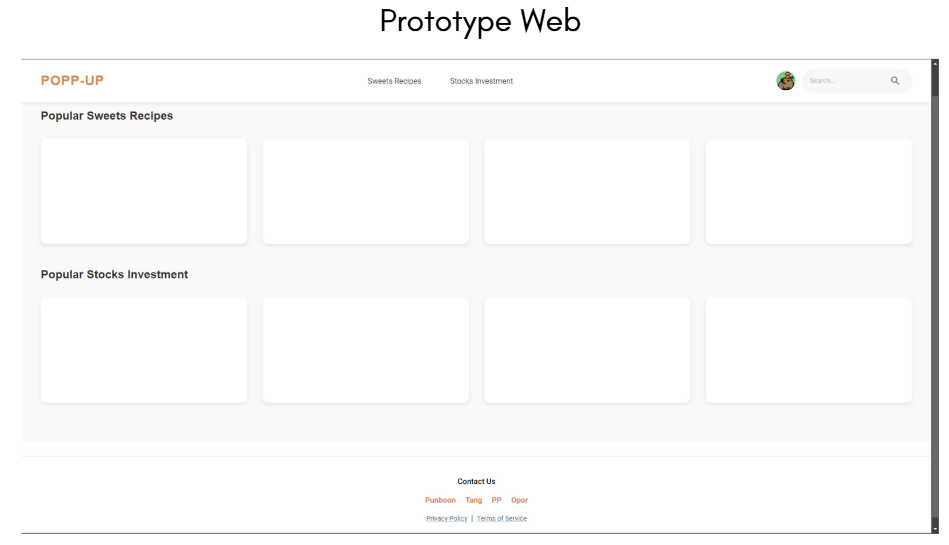 Prototype Web
POPP-UP
Sweets Recipes
Stocks Investment
Search...
Popular Sweets Recipes
Popular Stocks Investment
Contact Us
Punboon Tang PP Opor
Privacy Policy | Terms of Service